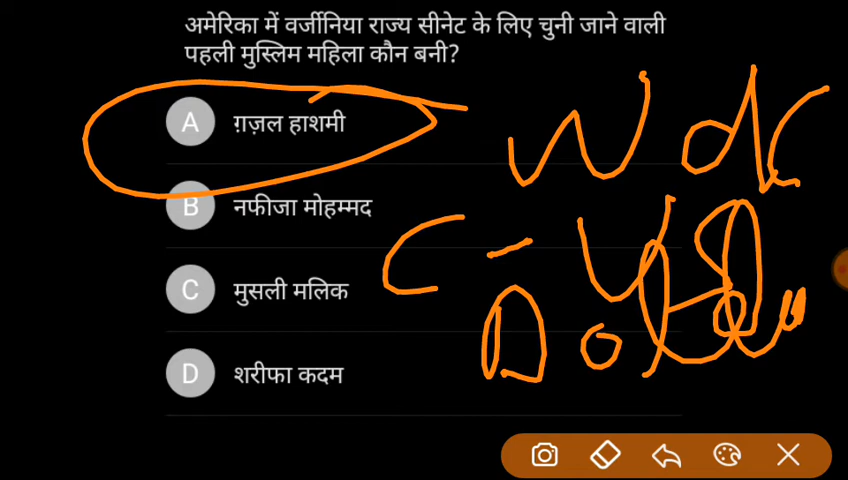 अमेरिका में वर्जीनिया राज्य सीनेट के लिए चुनी जाने वाली
पहली मुस्लिम महिला कौन बनी?
A ग़ज़ल हाशमी
B नफीजा मोहम्मद
C मुसली मलिक
D शरीफा कदम